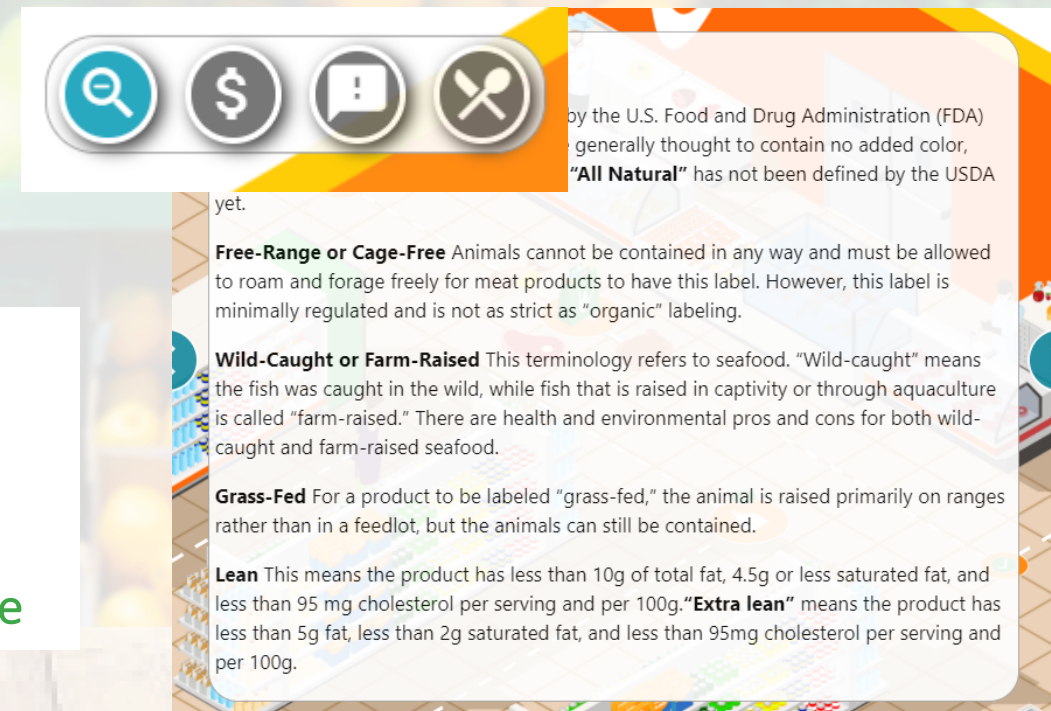 by the U.S. Food and Drug Administration (FDA)
generally thought to contain no added color,
"All Natural" has not been defined by the USDA
yet.
Free-Range or Cage-Free Animals cannot be contained in any way and must be allowed
to roam and forage freely for meat products to have this label. However, this label is
minimally regulated and is not as strict as “organic” labeling.
Wild-Caught or Farm-Raised This terminology refers to seafood. “Wild-caught” means
the fish was caught in the wild, while fish that is raised in captivity or through aquaculture
is called “farm-raised.” There are health and environmental pros and cons for both wild-
caught and farm-raised seafood.
Grass-Fed For a product to be labeled “grass-fed,” the animal is raised primarily on ranges
rather than in a feedlot, but the animals can still be contained.
Lean This means the product has less than 10g of total fat, 4.5g or less saturated fat, and
less than 95 mg cholesterol per serving and per 100g."Extra lean" means the product has
less than 5g fat, less than 2g saturated fat, and less than 95mg cholesterol per serving and
per 100g.
e